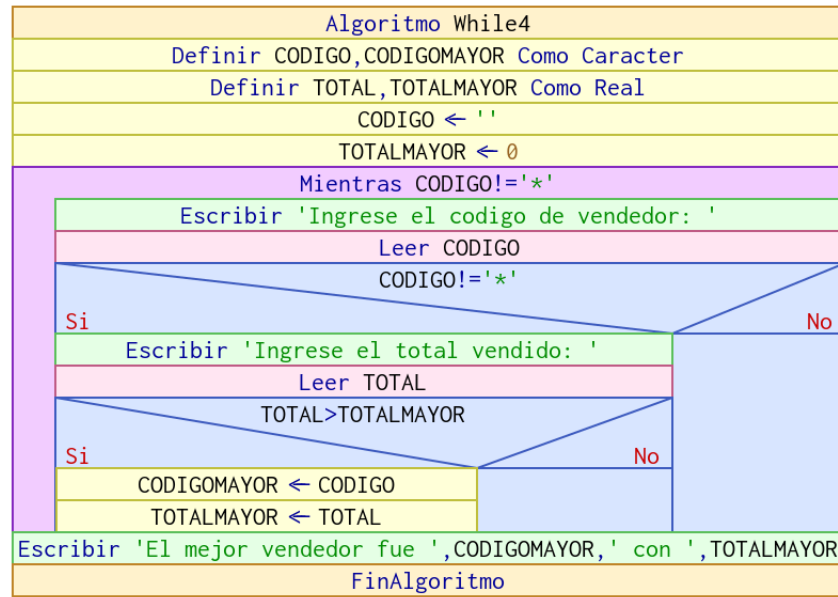 Algoritmo While4
Definir CODIGO,CODIGOMAYOR Como Caracter
Definir TOTAL,TOTALMAYOR Como Real
CODIGO ← ''
TOTALMAYOR ← 0
Mientras CODIGO!='*'
Escribir 'Ingrese el codigo de vendedor: '
Leer CODIGO
CODIGO!='*'
Si No
Escribir 'Ingrese el total vendido: '
Leer TOTAL
TOTAL>TOTALMAYOR
Si No
CODIGOMAYOR ← CODIGO
TOTALMAYOR ← TOTAL
Escribir 'El mejor vendedor fue ',CODIGOMAYOR,' con ',TOTALMAYOR
FinAlgoritmo